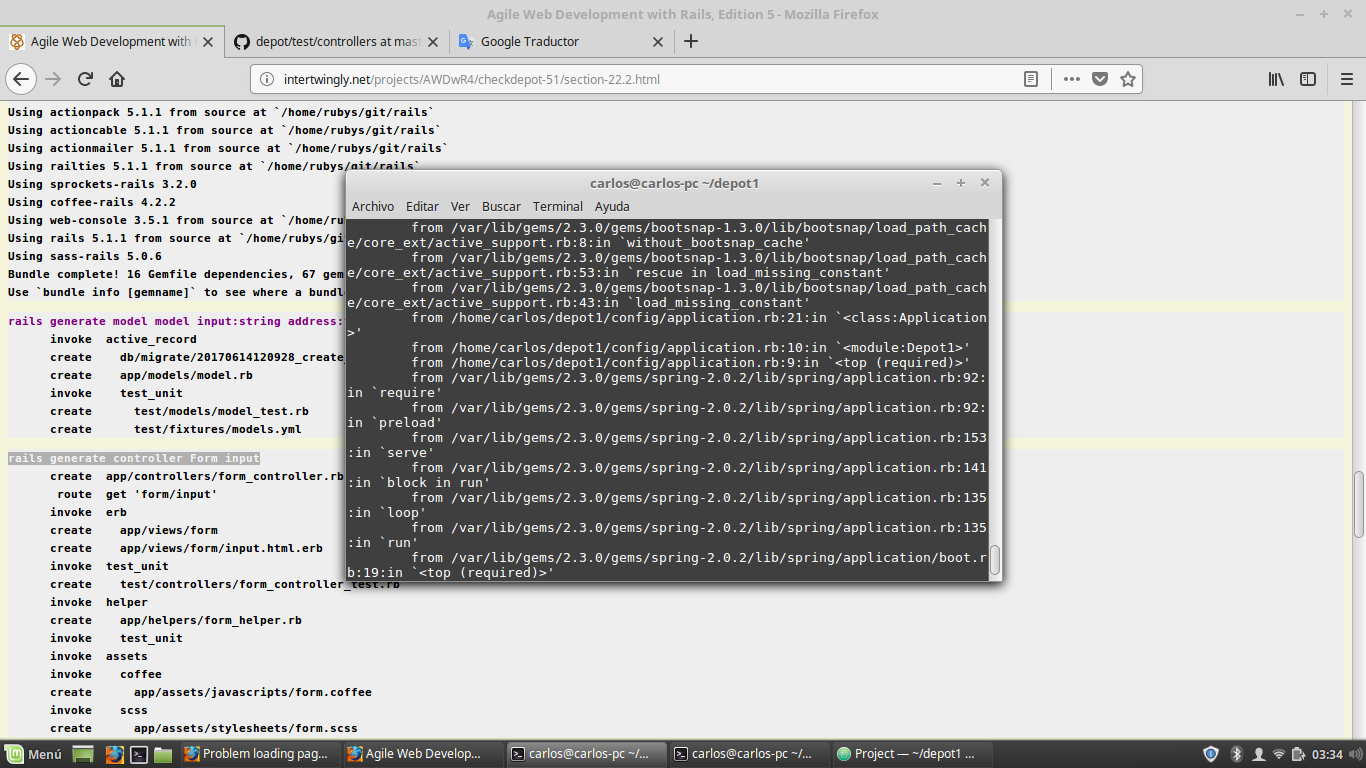 Agile Web Development with Rails, Edition 5 - Mozilla Firefox
Agile Web Development with
depot/test/controllers at mast
Google Traductor
intertwingly.net/projects/AWDwR4/checkdepot-51/section-22.2.html
Using actionpack 5.1.1 from source at `/home/rubys/git/rails`
Using actioncable 5.1.1 from source at `/home/rubys/git/rails`
Using actionmailer 5.1.1 from source at `/home/rubys/git/rails`
Using railties 5.1.1 from source at `/home/rubys/git/rails`
Using sprockets-rails 3.2.0
Using coffee-rails 4.2.2
Using web-console 3.5.1 from source at `/home/ru
Using rails 5.1.1 from source at `/home/rubys/gi
Using sass-rails 5.0.6
Bundle complete! 16 Gemfile dependencies, 67 gem
Use `bundle info [gemname]` to see where a bundl
rails generate model model input:string address:
invoke active_record
create db/migrate/20170614120928_create_
create app/models/model.rb
invoke test_unit
create test/models/model_test.rb
create test/fixtures/models.yml
rails generate controller Form input
create app/controllers/form_controller.rb
route get 'form/input'
invoke erb
create app/views/form
create app/views/form/input.html.erb
invoke test_unit
create test/controllers/form_controller_test.rb
invoke helper
create app/helpers/form_helper.rb
invoke test_unit
invoke assets
invoke coffee
create app/assets/javascripts/form.coffee
invoke scss
create app/assets/stylesheets/form.scss
carlos@carlos-pc ~/depot1
Archivo Editar Ver Buscar Terminal Ayuda
from /var/lib/gems/2.3.0/gems/bootsnap-1.3.0/lib/bootsnap/load_path_cach
e/core_ext/active_support.rb:8:in `without_bootsnap_cache'
from /var/lib/gems/2.3.0/gems/bootsnap-1.3.0/lib/bootsnap/load_path_cach
e/core_ext/active_support.rb:53:in `rescue in load_missing_constant'
from /var/lib/gems/2.3.0/gems/bootsnap-1.3.0/lib/bootsnap/load_path_cach
e/core_ext/active_support.rb:43:in `load_missing_constant'
from /home/carlos/depot1/config/application.rb:21:in `<class:Application
>'
from /home/carlos/depot1/config/application.rb:10:in `<module:Depot1>'
from /home/carlos/depot1/config/application.rb:9:in `<top (required)>'
from /var/lib/gems/2.3.0/gems/spring-2.0.2/lib/spring/application.rb:92:
in `require'
from /var/lib/gems/2.3.0/gems/spring-2.0.2/lib/spring/application.rb:92:
in `preload'
from /var/lib/gems/2.3.0/gems/spring-2.0.2/lib/spring/application.rb:153
:in `serve'
from /var/lib/gems/2.3.0/gems/spring-2.0.2/lib/spring/application.rb:141
:in `block in run'
from /var/lib/gems/2.3.0/gems/spring-2.0.2/lib/spring/application.rb:135
:in `loop'
from /var/lib/gems/2.3.0/gems/spring-2.0.2/lib/spring/application.rb:135
:in `run'
from /var/lib/gems/2.3.0/gems/spring-2.0.2/lib/spring/application/boot.r
b:19:in `<top (required)>'
Menú
Problem loading pag...
Agile Web Develop...
carlos@carlos-pc ~/...
carlos@carlos-pc ~/...
Project — ~/depot1 ...
03:34